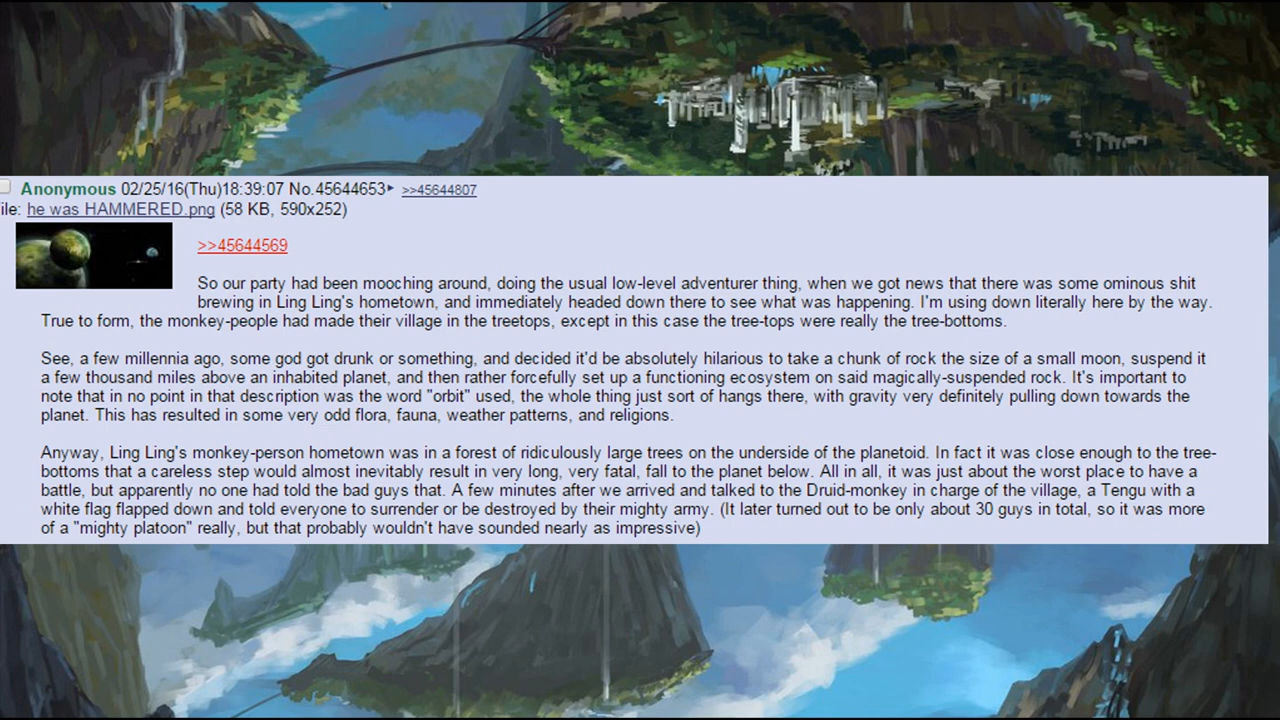 Anonymous 02/25/16(Thu)18:39:07 No.45644653 >>45644807
ile: he was HAMMERED.png (58 KB, 590x252)
>>45644569
So our party had been mooching around, doing the usual low-level adventurer thing, when we got news that there was some ominous shit
brewing in Ling Ling's hometown, and immediately headed down there to see what was happening. I'm using down literally here by the way.
True to form, the monkey-people had made their village in the treetops, except in this case the tree-tops were really the tree-bottoms.
See, a few millennia ago, some god got drunk or something, and decided it'd be absolutely hilarious to take a chunk of rock the size of a small moon, suspend it
a few thousand miles above an inhabited planet, and then rather forcefully set up a functioning ecosystem on said magically-suspended rock. It's important to
note that in no point in that description was the word "orbit" used, the whole thing just sort of hangs there, with gravity very definitely pulling down towards the
planet. This has resulted in some very odd flora, fauna, weather patterns, and religions.
Anyway, Ling Ling's monkey-person hometown was in a forest of ridiculously large trees on the underside of the planetoid. In fact it was close enough to the tree-
bottoms that a careless step would almost inevitably result in very long, very fatal, fall to the planet below. All in all, it was just about the worst place to have a
battle, but apparently no one had told the bad guys that. A few minutes after we arrived and talked to the Druid-monkey in charge of the village, a Tengu with a
white flag flapped down and told everyone to surrender or be destroyed by their mighty army. (It later turned out to be only about 30 guys in total, so it was more
of a "mighty platoon" really, but that probably wouldn't have sounded nearly as impressive)